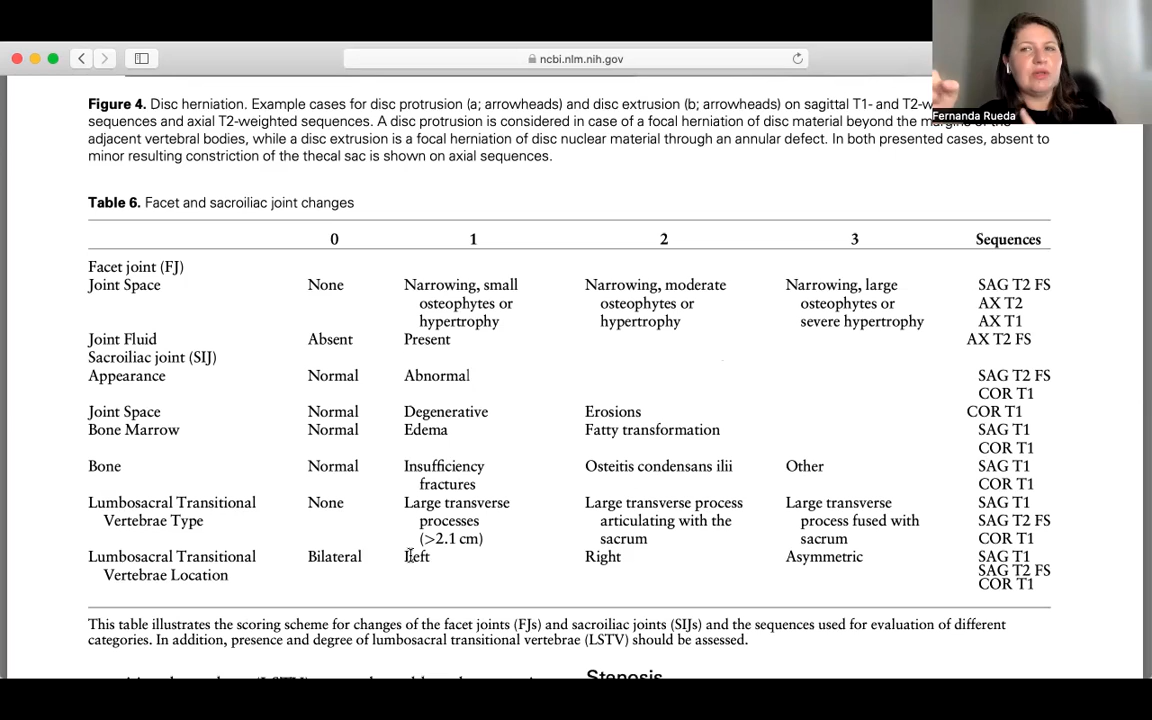 ncbi.nlm.nih.gov
Fernanda Rueda
Figure 4. Disc herniation. Example cases for disc protrusion (a; arrowheads) and disc extrusion (b; arrowheads) on sagittal T1- and T2-w
sequences and axial T2-weighted sequences. A disc protrusion is considered in case of a focal herniation of disc material beyond the
adjacent vertebral bodies, while a disc extrusion is a focal herniation of disc nuclear material through an annular defect. In both presented cases, absent to
minor resulting constriction of the thecal sac is shown on axial sequences.
Table 6. Facet and sacroiliac joint changes
0 1 2 3 Sequences
Facet joint (FJ)
Joint Space None Narrowing, small Narrowing, moderate Narrowing, large SAG T2 FS
osteophytes or osteophytes or osteophytes or AX T2
hypertrophy hypertrophy severe hypertrophy AX T1
Joint Fluid Absent Present AX T2 FS
Sacroiliac joint (SIJ)
Appearance Normal Abnormal SAG T2 FS
COR T1
Joint Space Normal Degenerative Erosions COR T1
Bone Marrow Normal Edema Fatty transformation SAG T1
COR T1
Bone Normal Insufficiency Osteitis condensans ilii Other SAG T1
fractures COR T1
Lumbosacral Transitional None Large transverse Large transverse process Large transverse SAG T1
Vertebrae Type processes articulating with the process fused with SAG T2 FS
(>2.1 cm) sacrum sacrum COR T1
Lumbosacral Transitional Bilateral Left Right Asymmetric SAG T1
Vertebrae Location SAG T2 FS
COR T1
This table illustrates the scoring scheme for changes of the facet joints (FJs) and sacroiliac joints (SIJs) and the sequences used for evaluation of different
categories. In addition, presence and degree of lumbosacral transitional vertebrae (LSTV) should be assessed.
Stenosis